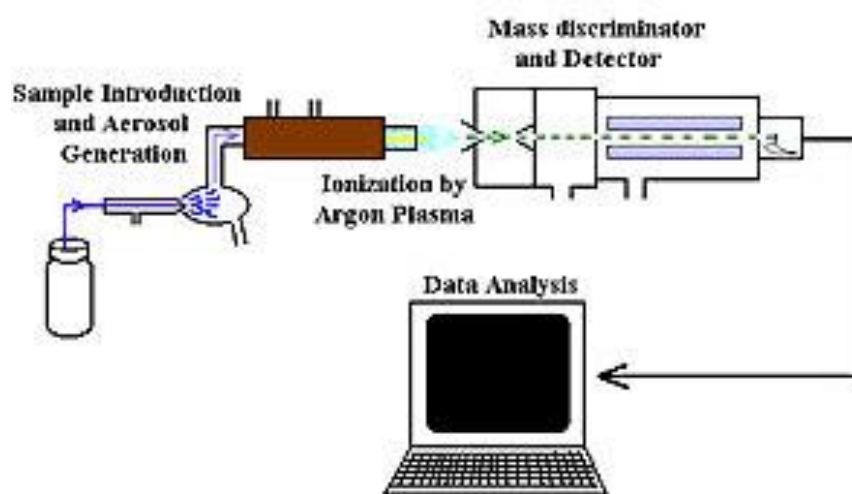 Mass discriminator
and Detector
Sample Introduction
and Aerosol
Generation
Ionization by
Argon Plasma
Data Analysis